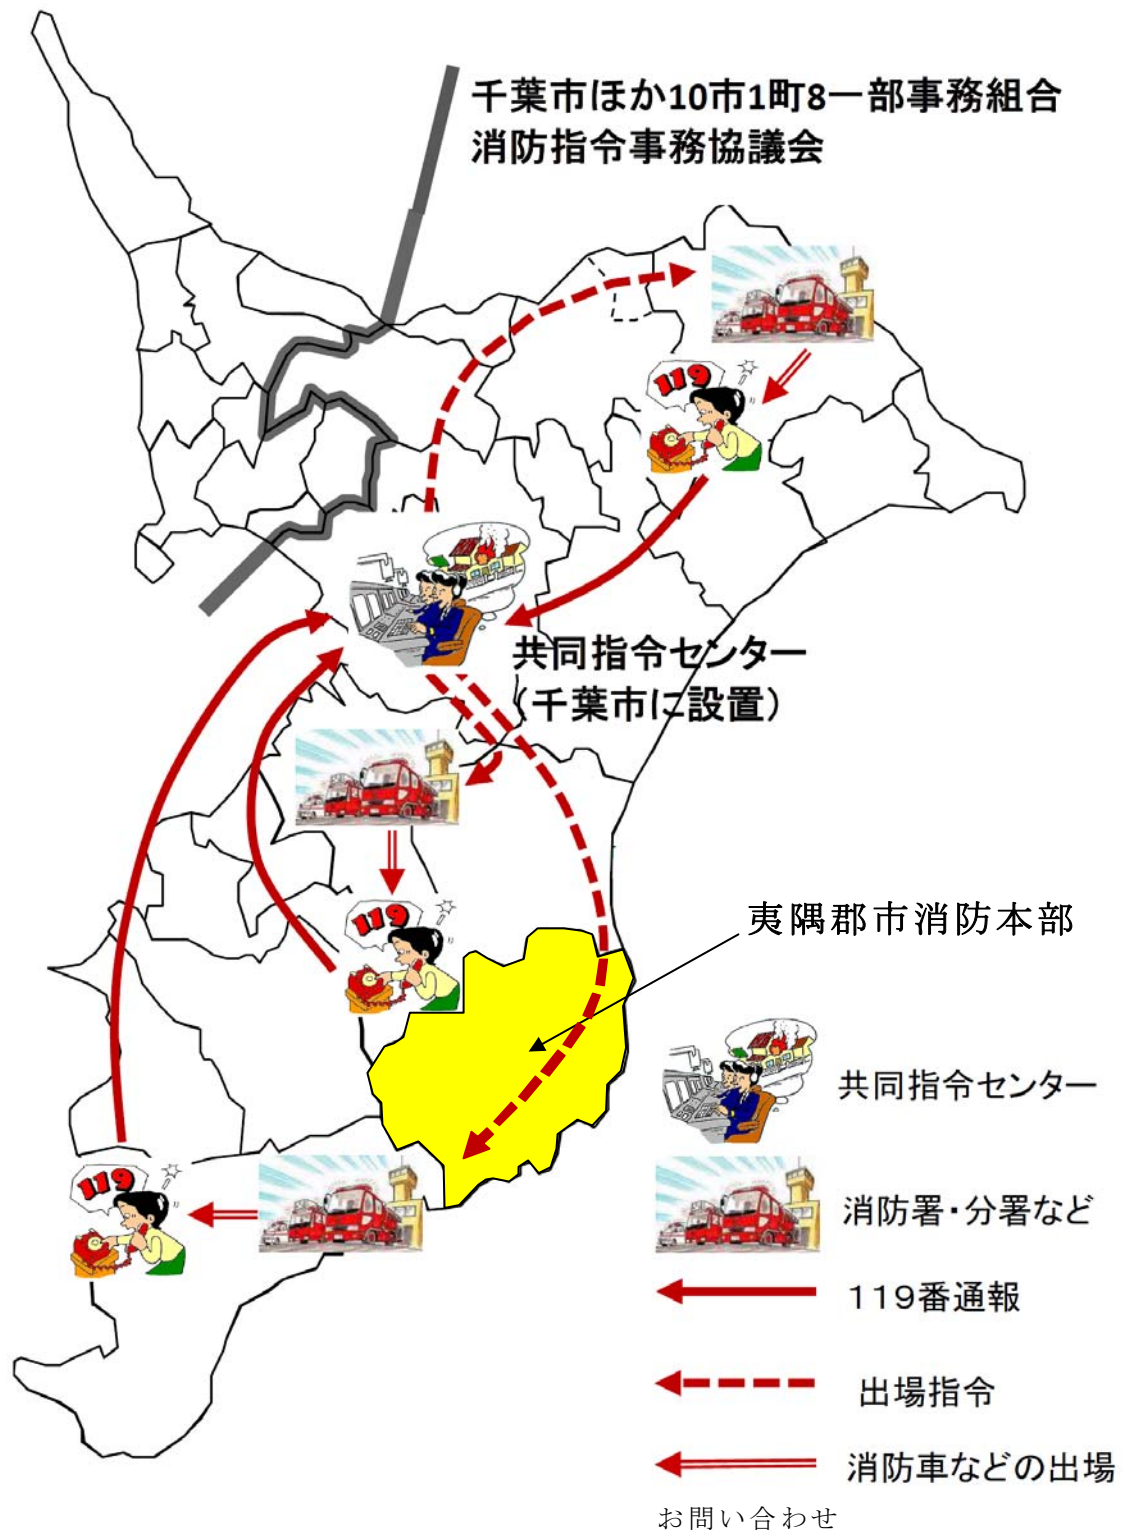 千葉市ほか10市1町8一部事務組合
消防指令事務協議会
119
共同指令センター
(千葉市に設置)
119
夷隅郡市消防本部
共同指令センター
119
消防署・分署など
119番通報
出場指令
消防車などの出場
お問い合わせ